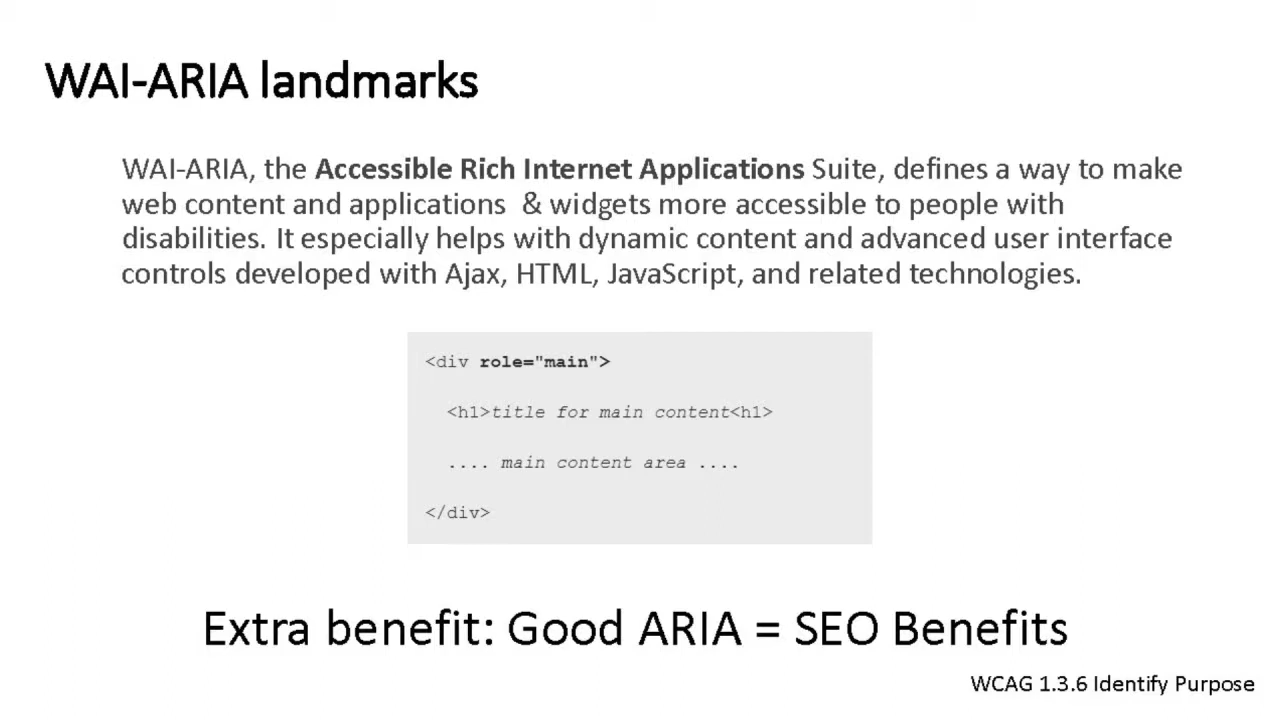 WAI-ARIA landmarks
WAI-ARIA, the Accessible Rich Internet Applications Suite, defines a way to make
web content and applications  & widgets more accessible to people with
disabilities. It especially helps with dynamic content and advanced user interface
controls developed with Ajax, HTML, JavaScript, and related technologies.
<div role="main">
<h1>title for main content<h1>
.... main content area ....
</div>
Extra benefit: Good ARIA = SEO Benefits
WCAG 1.3.6 Identify Purpose